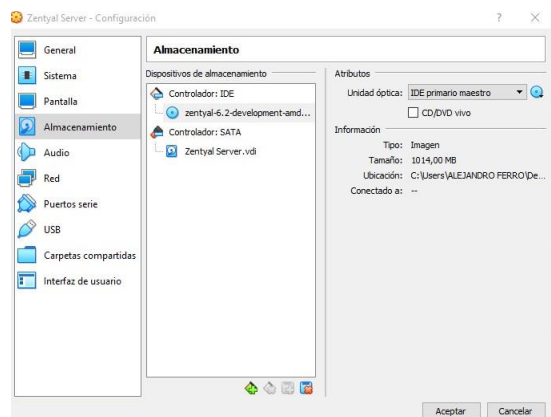 Zentyal Server - Configuración
General
Sistema
Pantalla
Almacenamiento
Audio
Red
Puertos serie
USB
Carpetas compartidas
Interfaz de usuario
Almacenamiento
Dispositivos de almacenamiento
Controlador: IDE
zentyal-6.2-development-amd...
Controlador: SATA
Zentyal Server.vdi
Atributos
Unidad óptica: IDE primario maestro
CD/DVD vivo
Información
Tipo: Imagen
Tamaño: 1014,00 MB
Ubicación: C:\Users\ALEJANDRO FERRO\De...
Conectado a: --
Aceptar
Cancelar